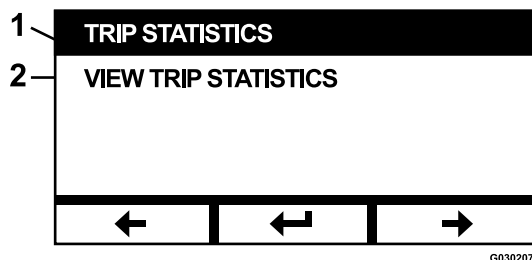 1
TRIP STATISTICS
2
VIEW TRIP STATISTICS
G030207